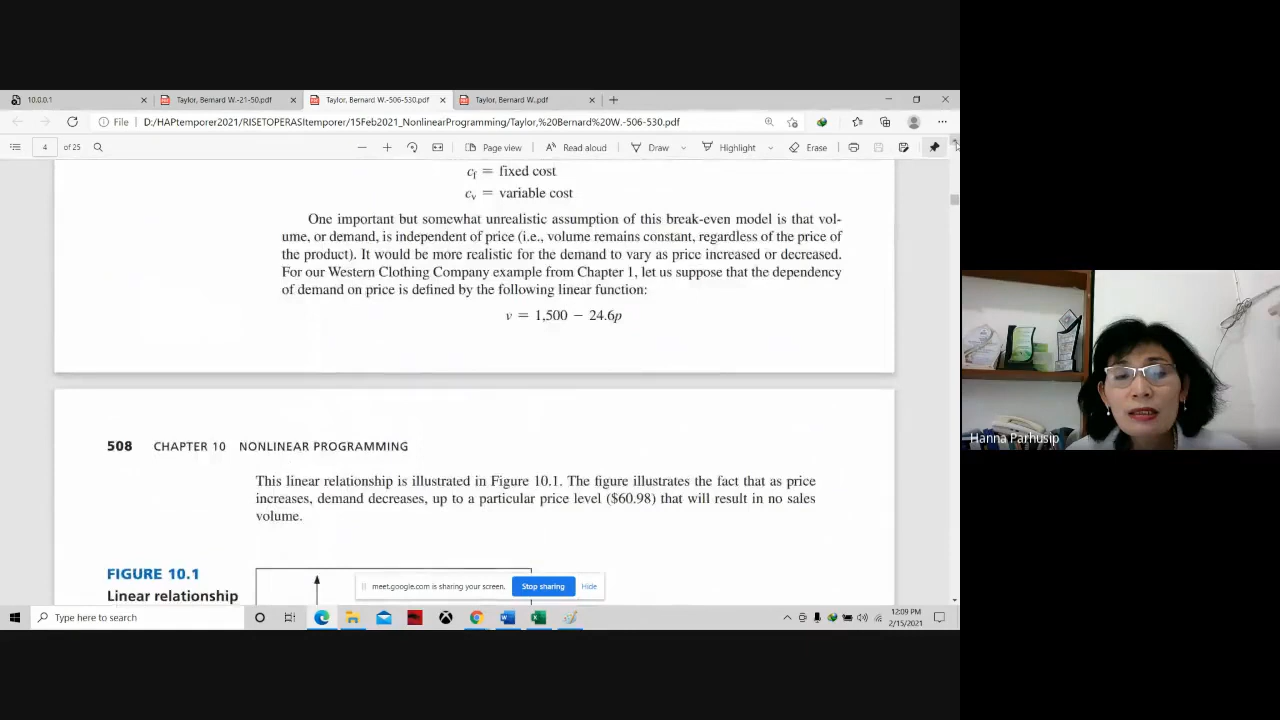 10.0.0.1
Taylor, Bernard W.-21-50.pdf
Taylor, Bernard W.-506-530.pdf
Taylor, Bernard W..pdf
File
D:/HAPtemporer2021/RISETOPERASItemporer/15Feb2021_NonlinearProgramming/Taylor,%20Bernard%20W.-506-530.pdf
4 of 25
Page view
Read aloud
Draw
Highlight
Erase
cf = fixed cost
cv = variable cost
One important but somewhat unrealistic assumption of this break-even model is that vol-
ume, or demand, is independent of price (i.e., volume remains constant, regardless of the price of
the product). It would be more realistic for the demand to vary as price increased or decreased.
For our Western Clothing Company example from Chapter 1, let us suppose that the dependency
of demand on price is defined by the following linear function:
v = 1,500 − 24.6p
508 CHAPTER 10 NONLINEAR PROGRAMMING
This linear relationship is illustrated in Figure 10.1. The figure illustrates the fact that as price
increases, demand decreases, up to a particular price level ($60.98) that will result in no sales
volume.
FIGURE 10.1
Linear relationship
meet.google.com is sharing your screen.
Stop sharing
Hide
Type here to search
12:09 PM
2/15/2021
Hanna Parhusip